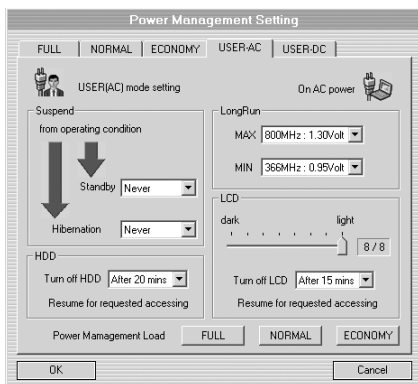 Power Management Setting
FULL NORMAL ECONOMY USER-AC USER-DC
USER(AC) mode setting
On AC power
Suspend
from operating condition
Standby Never
Hibernation Never
LongRun
MAX 800MHz : 1.30Volt
MIN 366MHz : 0.95Volt
LCD
dark light
8 / 8
Turn off LCD After 15 mins
Resume for requested accessing
HDD
Turn off HDD After 20 mins
Resume for requested accessing
Power Mamagement Load FULL NORMAL ECONOMY
OK Cancel